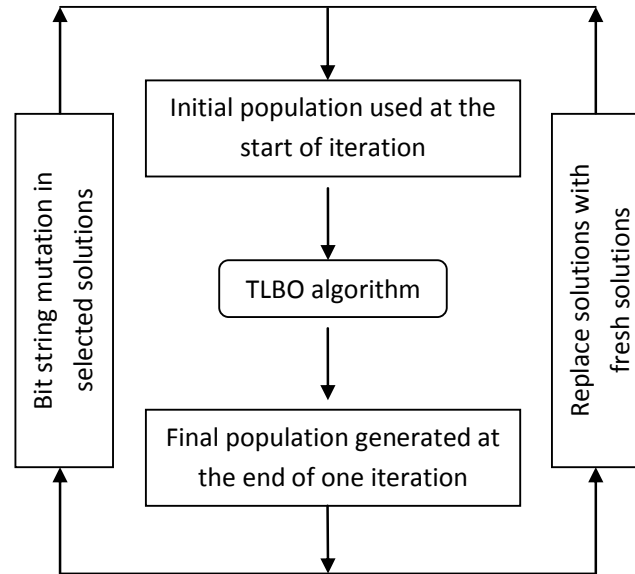 Initial population used at the
start of iteration
Bit string mutation in
selected solutions
Replace solutions with
fresh solutions
TLBO algorithm
Final population generated at
the end of one iteration